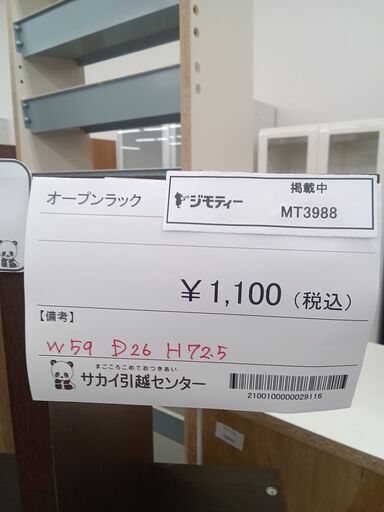 オープンラック
ジモティー
掲載中
MT3988
¥1,100（税込）
【備考】
W59 D26 H72.5
まごころこめておつきあい
サカイ引越センター
2100100000029116